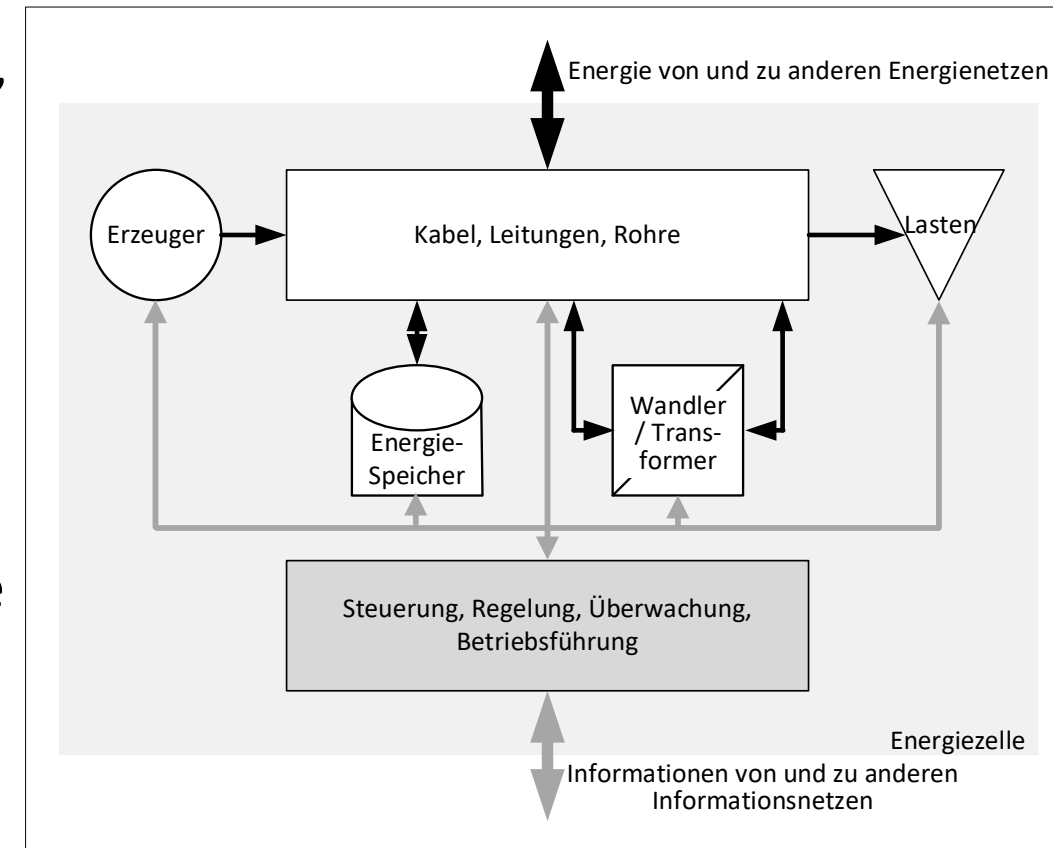 Energie von und zu anderen Energienetzen
Erzeuger
Kabel, Leitungen, Rohre
Lasten
Energie-
Speicher
Wandler
/ Trans-
former
Steuerung, Regelung, Überwachung,
Betriebsführung
Energiezelle
Informationen von und zu anderen
Informationsnetzen